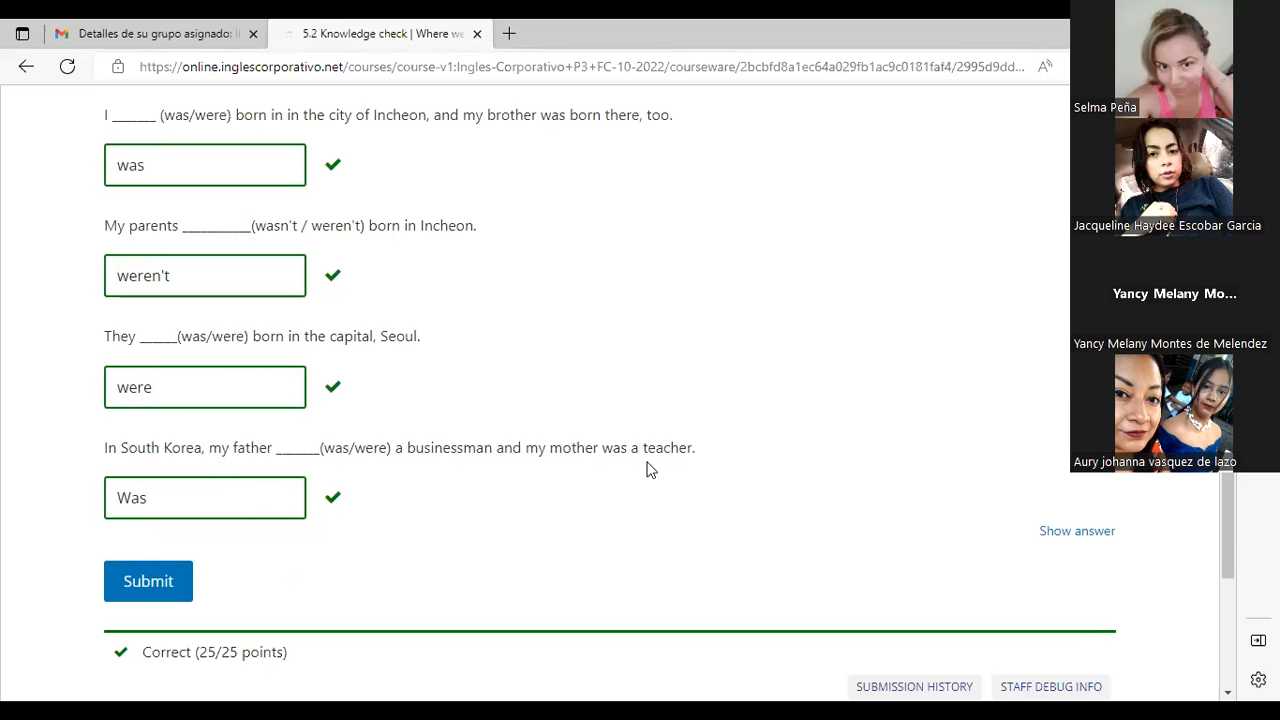 Detalles de su grupo asignado: li
5.2 Knowledge check | Where we
https://online.inglescorporativo.net/courses/course-v1:Ingles-Corporativo+P3+FC-10-2022/courseware/2bcbfd8a1ec64a029fb1ac9c0181faf4/2995d9dd...
I _______ (was/were) born in in the city of Incheon, and my brother was born there, too.
was
My parents ___________(wasn't / weren't) born in Incheon.
weren't
They ______(was/were) born in the capital, Seoul.
were
In South Korea, my father _______(was/were) a businessman and my mother was a teacher.
Was
Show answer
Submit
Correct (25/25 points)
SUBMISSION HISTORY
STAFF DEBUG INFO
Selma Peña
Jacqueline Haydee Escobar Garcia
Yancy Melany Mo...
Yancy Melany Montes de Melendez
Aury johanna vasquez de lazo